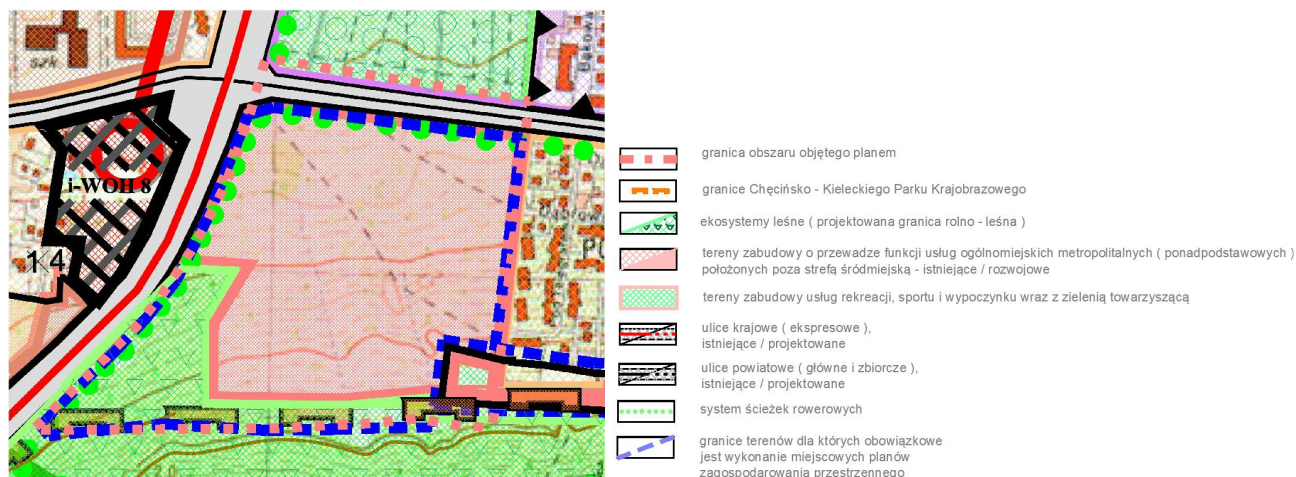 szk
i-WOH 8
14
granica obszaru objętego planem
granice Chęcińsko - Kieleckiego Parku Krajobrazowego
ekosystemy leśne ( projektowana granica rolno - leśna )
tereny zabudowy o przewadze funkcji usług ogólnomiejskich metropolitalnych ( ponadpodstawowych )
położonych poza strefą śródmiejską - istniejące / rozwojowe
tereny zabudowy usług rekreacji, sportu i wypoczynku wraz z zielenią towarzyszącą
ulice krajowe ( ekspresowe ),
istniejące / projektowane
ulice powiatowe ( główne i zbiorcze ),
istniejące / projektowane
system ścieżek rowerowych
granice terenów dla których obowiązkowe
jest wykonanie miejscowych planów
zagospodarowania przestrzennego